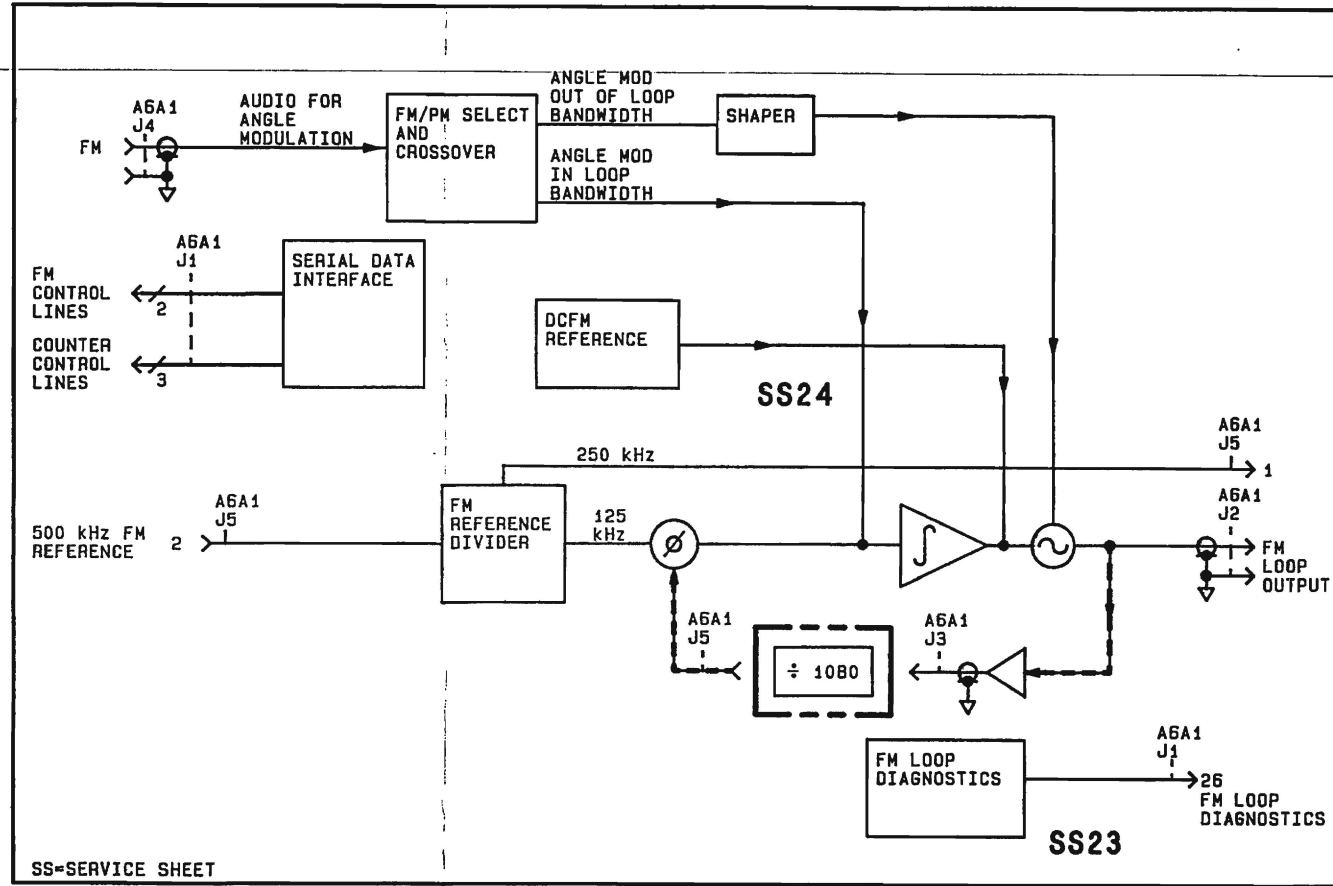 ANGLE MOD
OUT OF LOOP
BANDWIDTH
A6A1
J4
AUDIO FOR
ANGLE
MODULATION
FM/PM SELECT
AND
CROSSOVER
SHAPER
FM
ANGLE MOD
IN LOOP
BANDWIDTH
A6A1
J1
SERIAL DATA
INTERFACE
FM
CONTROL
LINES
2
COUNTER
CONTROL
LINES
3
DCFM
REFERENCE
SS24
250 kHz
A6A1
J5
1
500 kHz FM
REFERENCE
2
A6A1
J5
FM
REFERENCE
DIVIDER
125
kHz
Ø
∫
A6A1
J2
FM
LOOP
OUTPUT
A6A1
J5
÷ 1080
A6A1
J3
FM LOOP
DIAGNOSTICS
A6A1
J1
26
FM LOOP
DIAGNOSTICS
SS23
SS=SERVICE SHEET